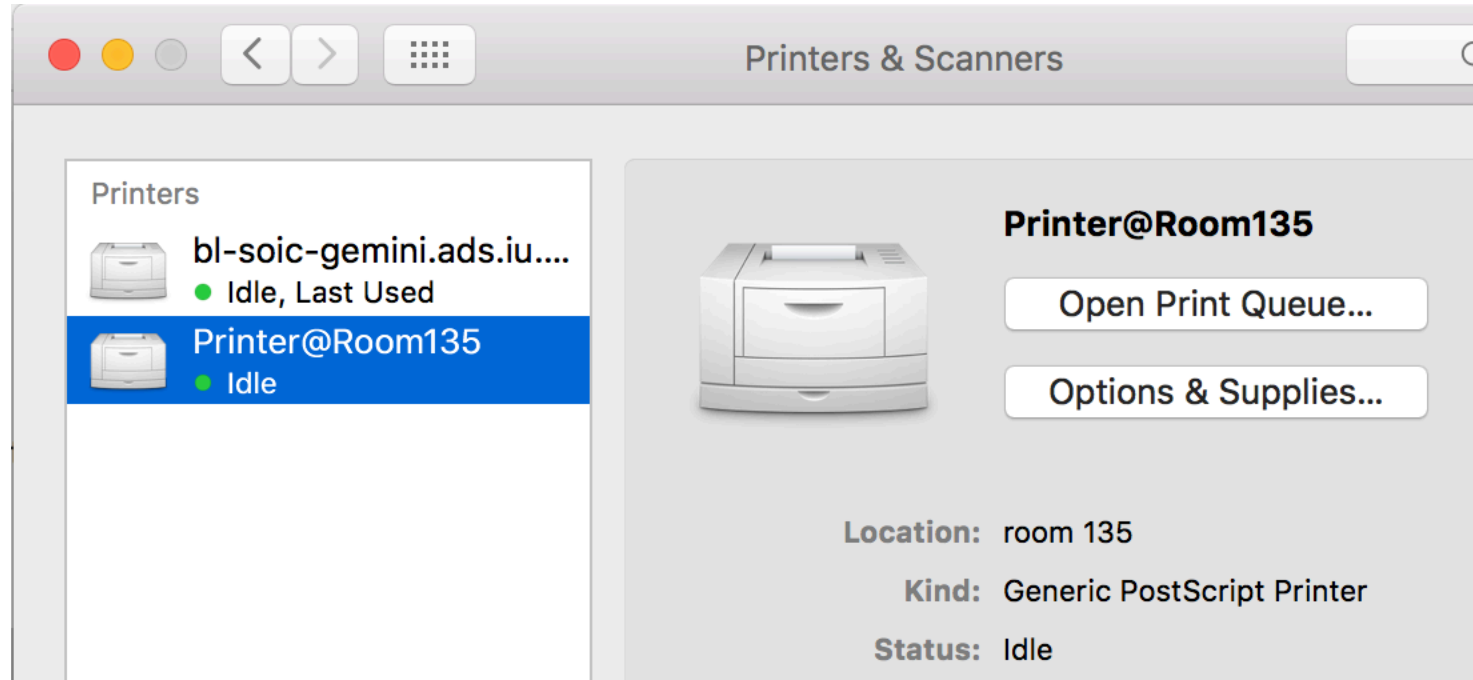 Printers & Scanners
Printers
bl-soic-gemini.ads.iu....
Idle, Last Used
Printer@Room135
Idle
Printer@Room135
Open Print Queue...
Options & Supplies...
Location: room 135
Kind: Generic PostScript Printer
Status: Idle